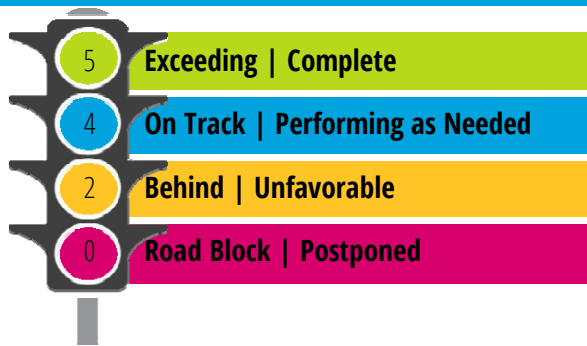 5 Exceeding | Complete
4 On Track | Performing as Needed
2 Behind | Unfavorable
0 Road Block | Postponed